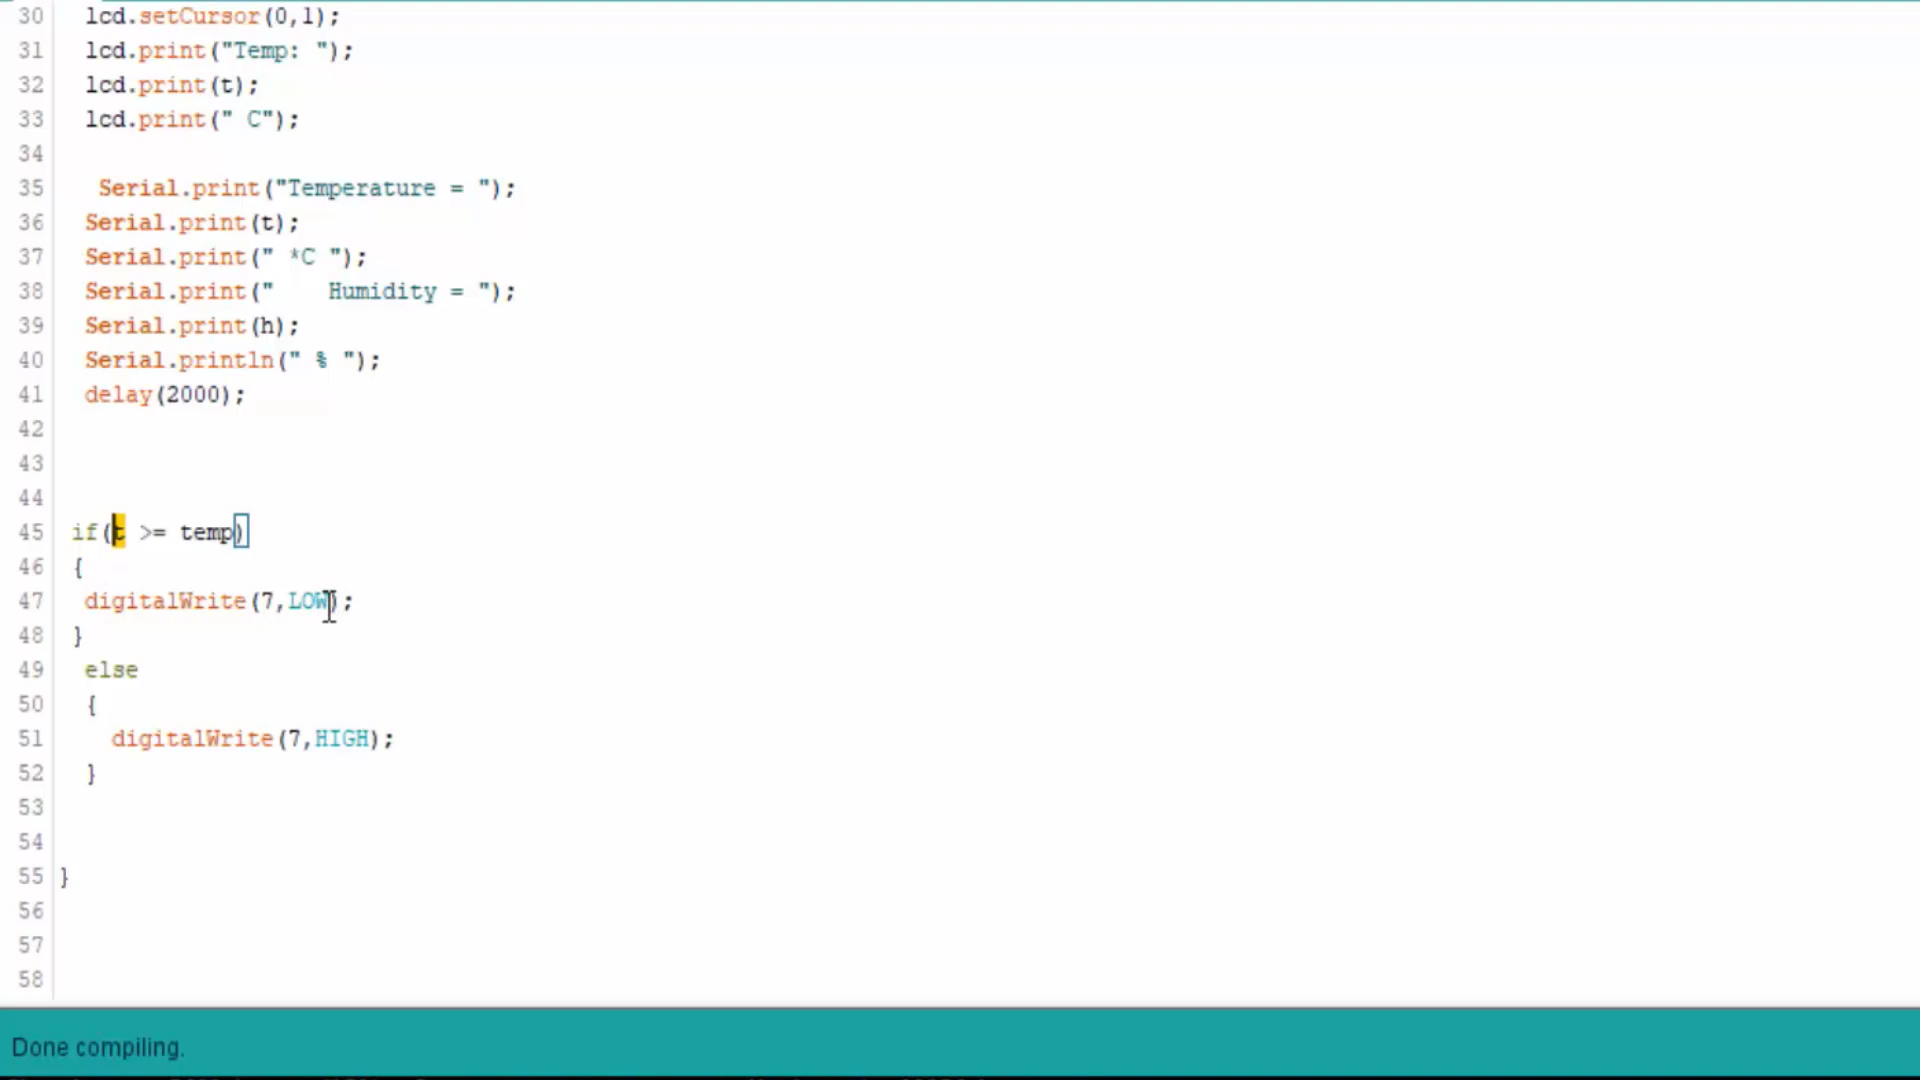 30 lcd.setCursor(0,1);
31 lcd.print("Temp: ");
32 lcd.print(t);
33 lcd.print(" C");
34
35 Serial.print("Temperature = ");
36 Serial.print(t);
37 Serial.print(" *C ");
38 Serial.print("    Humidity = ");
39 Serial.print(h);
40 Serial.println(" % ");
41 delay(2000);
42
43
44
45 if(t >= temp)
46 {
47 digitalWrite(7,LOW);
48 }
49 else
50 {
51 digitalWrite(7,HIGH);
52 }
53
54
55 }
56
57
58
Done compiling.